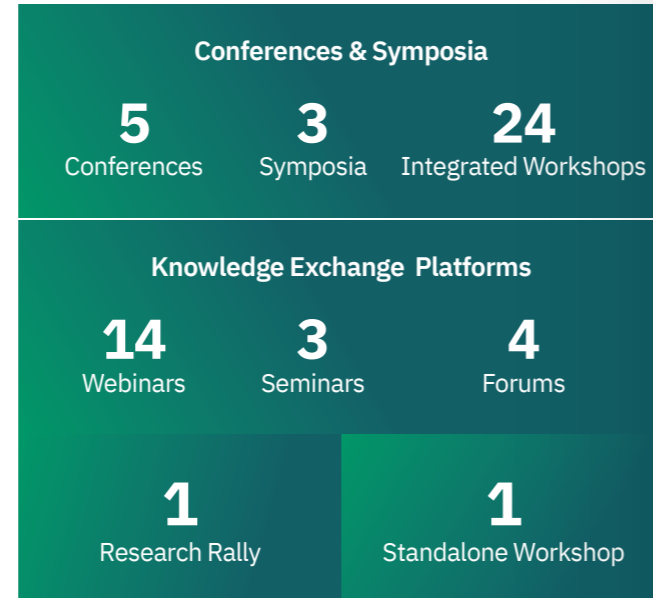 Conferences & Symposia
5 3 24
Conferences Symposia Integrated Workshops
Knowledge Exchange Platforms
14 3 4
Webinars Seminars Forums
1 1
Research Rally Standalone Workshop